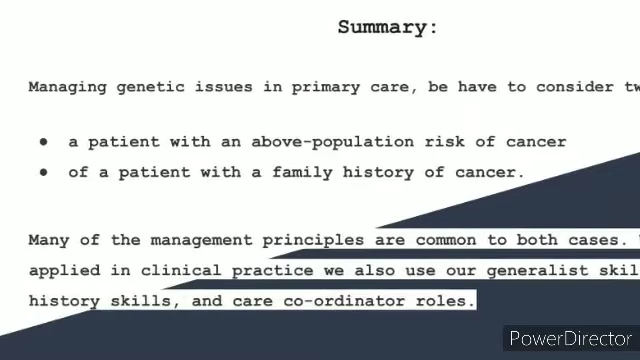 Summary:
Managing genetic issues in primary care, be have to consider
● a patient with an above-population risk of cancer
● of a patient with a family history of cancer.
Many of the management principles are common to both cases.
applied in clinical practice we also use our generalist
history skills, and care co-ordinator roles.
PowerDirector